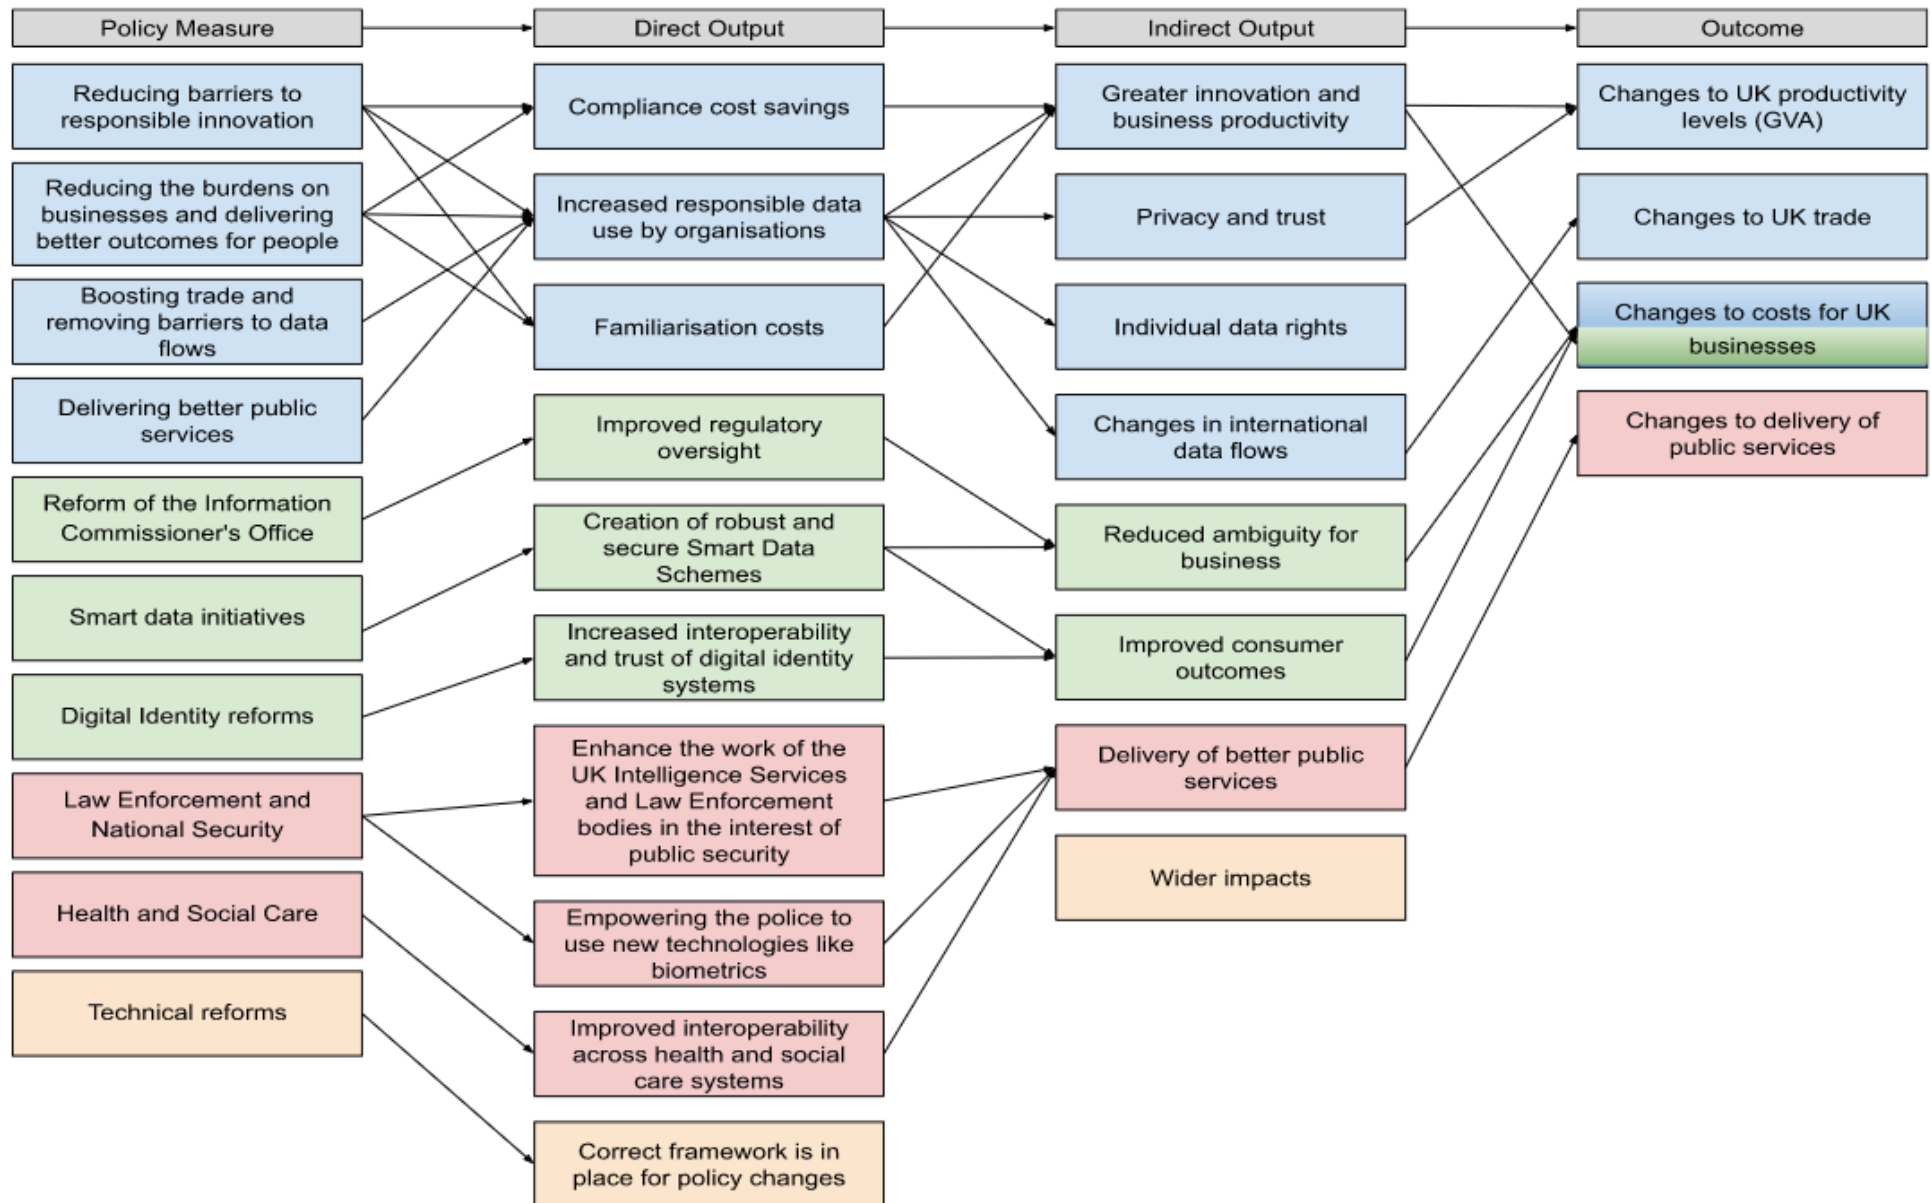 Policy Measure
Direct Output
Indirect Output
Outcome
Reducing barriers to
responsible innovation
Reducing the burdens on
businesses and delivering
better outcomes for people
Boosting trade and
removing barriers to data
flows
Delivering better public
services
Reform of the Information
Commissioner's Office
Smart data initiatives
Digital Identity reforms
Law Enforcement and
National Security
Health and Social Care
Technical reforms
Compliance cost savings
Increased responsible data
use by organisations
Familiarisation costs
Improved regulatory
oversight
Creation of robust and
secure Smart Data
Schemes
Increased interoperability
and trust of digital identity
systems
Enhance the work of the
UK Intelligence Services
and Law Enforcement
bodies in the interest of
public security
Empowering the police to
use new technologies like
biometrics
Improved interoperability
across health and social
care systems
Correct framework is in
place for policy changes
Greater innovation and
business productivity
Privacy and trust
Individual data rights
Changes in international
data flows
Reduced ambiguity for
business
Improved consumer
outcomes
Delivery of better public
services
Wider impacts
Changes to UK productivity
levels (GVA)
Changes to UK trade
Changes to costs for UK
businesses
Changes to delivery of
public services